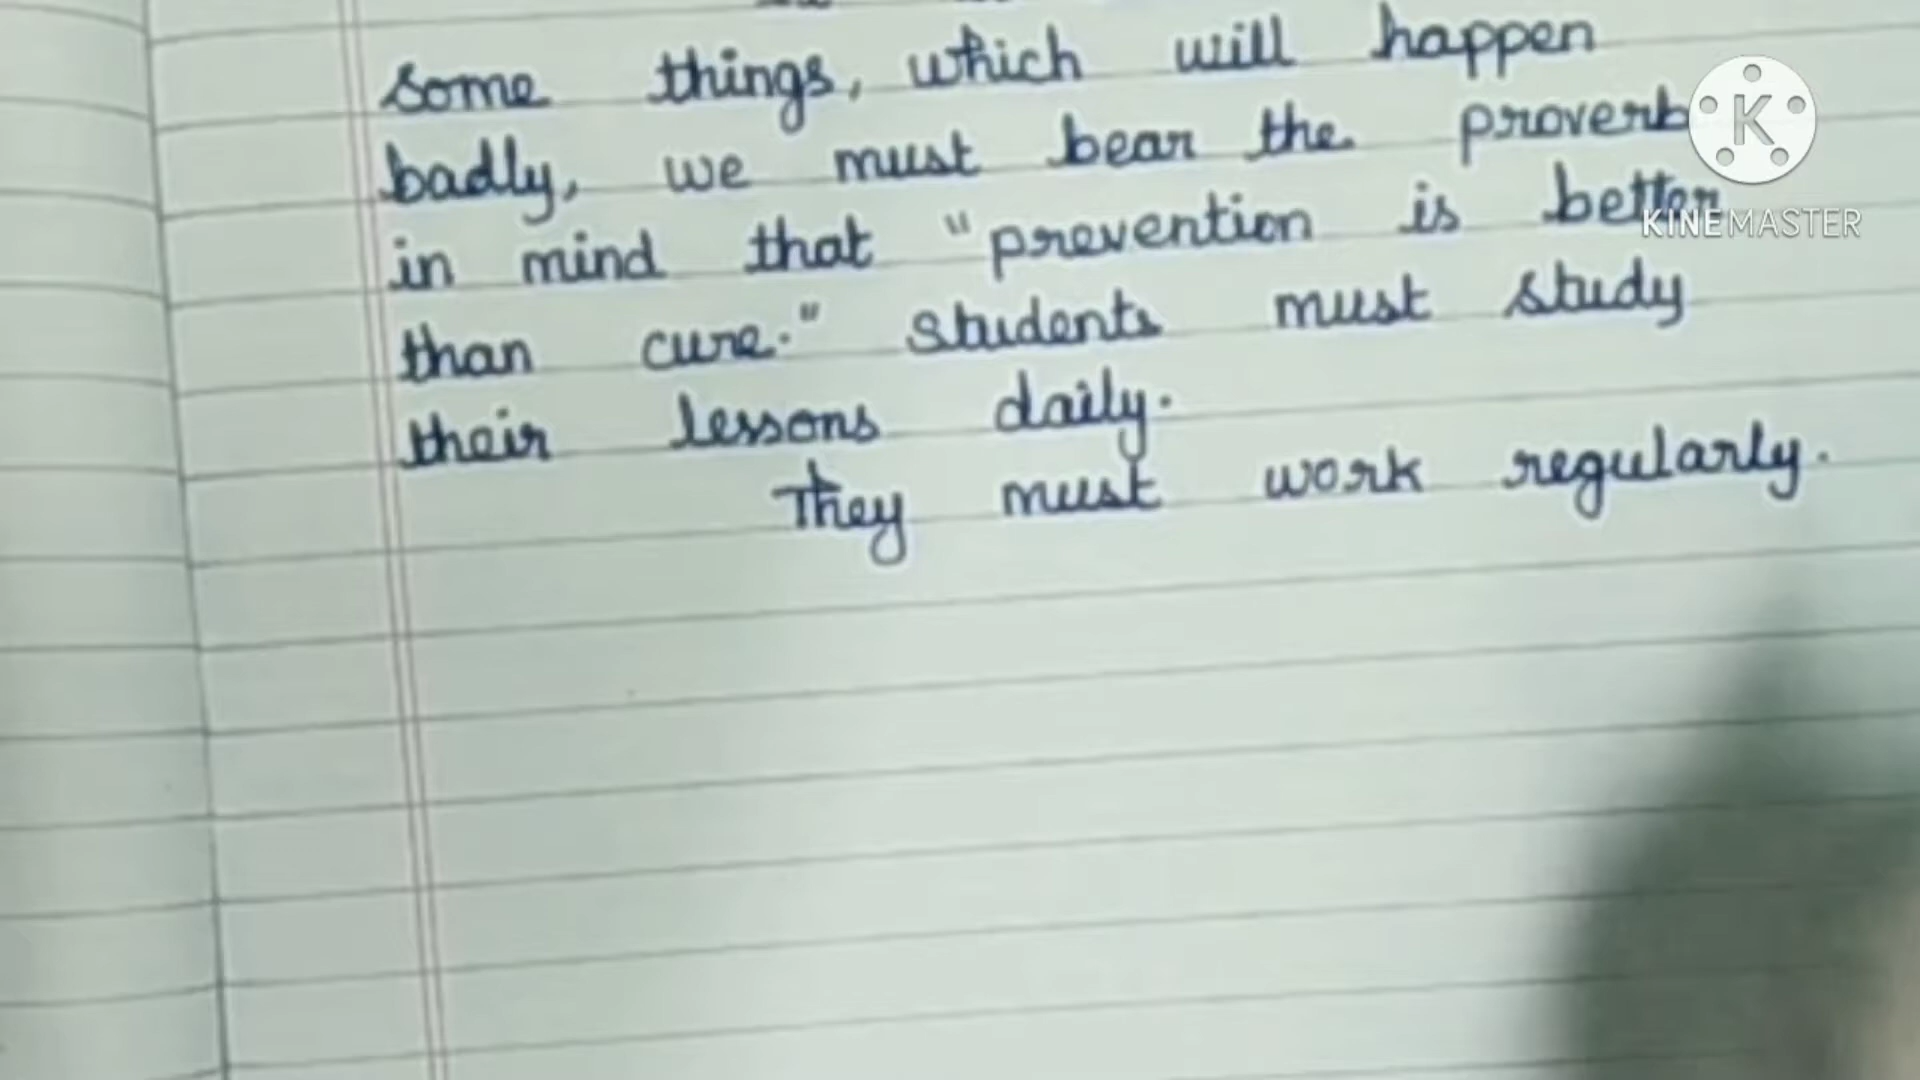 some things, which will happen
badly, we must bear the proverb
in mind that "prevention is better
than cure." students must study
their lessons daily.
They must work regularly.
K
KINEMASTER